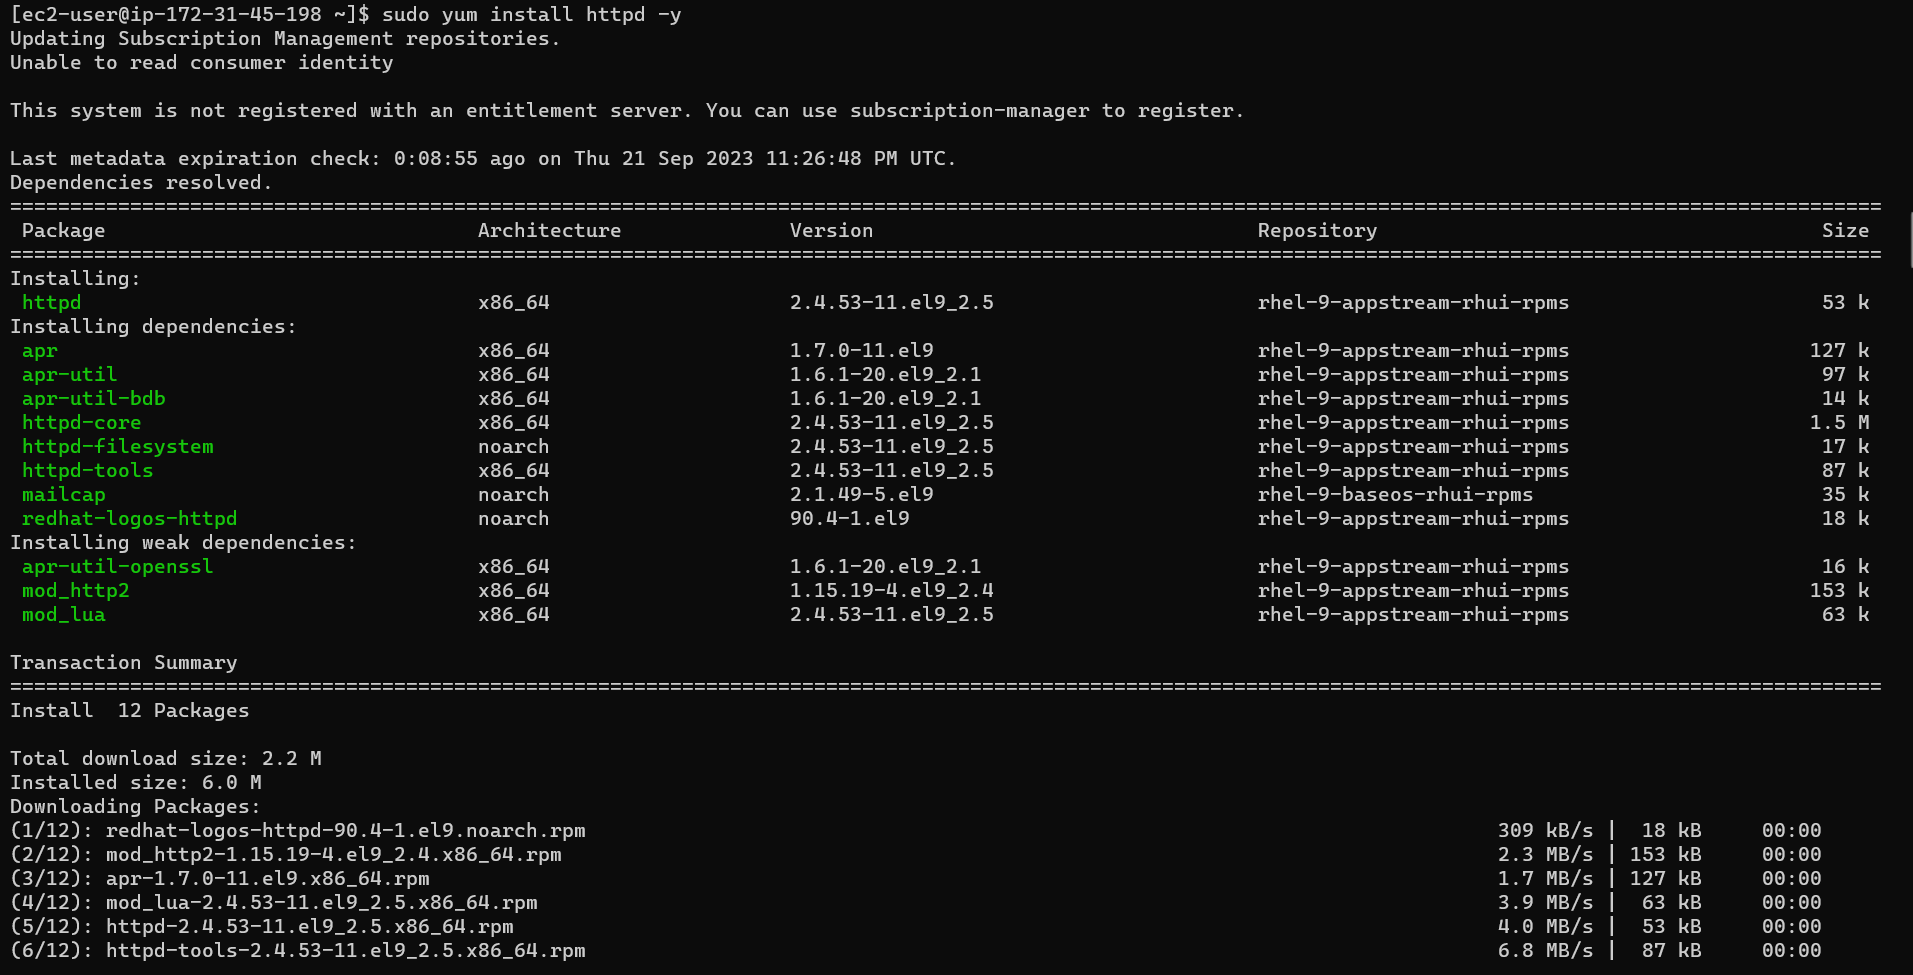 [ec2-user@ip-172-31-45-198 ~]$ sudo yum install httpd -y
Updating Subscription Management repositories.
Unable to read consumer identity
This system is not registered with an entitlement server. You can use subscription-manager to register.
Last metadata expiration check: 0:08:55 ago on Thu 21 Sep 2023 11:26:48 PM UTC.
Dependencies resolved.
============================================================================================================================================================
Package Architecture Version Repository Size
============================================================================================================================================================
Installing:
httpd x86_64 2.4.53-11.el9_2.5 rhel-9-appstream-rhui-rpms 53 k
Installing dependencies:
apr x86_64 1.7.0-11.el9 rhel-9-appstream-rhui-rpms 127 k
apr-util x86_64 1.6.1-20.el9_2.1 rhel-9-appstream-rhui-rpms 97 k
apr-util-bdb x86_64 1.6.1-20.el9_2.1 rhel-9-appstream-rhui-rpms 14 k
httpd-core x86_64 2.4.53-11.el9_2.5 rhel-9-appstream-rhui-rpms 1.5 M
httpd-filesystem noarch 2.4.53-11.el9_2.5 rhel-9-appstream-rhui-rpms 17 k
httpd-tools x86_64 2.4.53-11.el9_2.5 rhel-9-appstream-rhui-rpms 87 k
mailcap noarch 2.1.49-5.el9 rhel-9-baseos-rhui-rpms 35 k
redhat-logos-httpd noarch 90.4-1.el9 rhel-9-appstream-rhui-rpms 18 k
Installing weak dependencies:
apr-util-openssl x86_64 1.6.1-20.el9_2.1 rhel-9-appstream-rhui-rpms 16 k
mod_http2 x86_64 1.15.19-4.el9_2.4 rhel-9-appstream-rhui-rpms 153 k
mod_lua x86_64 2.4.53-11.el9_2.5 rhel-9-appstream-rhui-rpms 63 k
Transaction Summary
============================================================================================================================================================
Install  12 Packages
Total download size: 2.2 M
Installed size: 6.0 M
Downloading Packages:
(1/12): redhat-logos-httpd-90.4-1.el9.noarch.rpm 309 kB/s |  18 kB 00:00
(2/12): mod_http2-1.15.19-4.el9_2.4.x86_64.rpm 2.3 MB/s | 153 kB 00:00
(3/12): apr-1.7.0-11.el9.x86_64.rpm 1.7 MB/s | 127 kB 00:00
(4/12): mod_lua-2.4.53-11.el9_2.5.x86_64.rpm 3.9 MB/s |  63 kB 00:00
(5/12): httpd-2.4.53-11.el9_2.5.x86_64.rpm 4.0 MB/s |  53 kB 00:00
(6/12): httpd-tools-2.4.53-11.el9_2.5.x86_64.rpm 6.8 MB/s |  87 kB 00:00